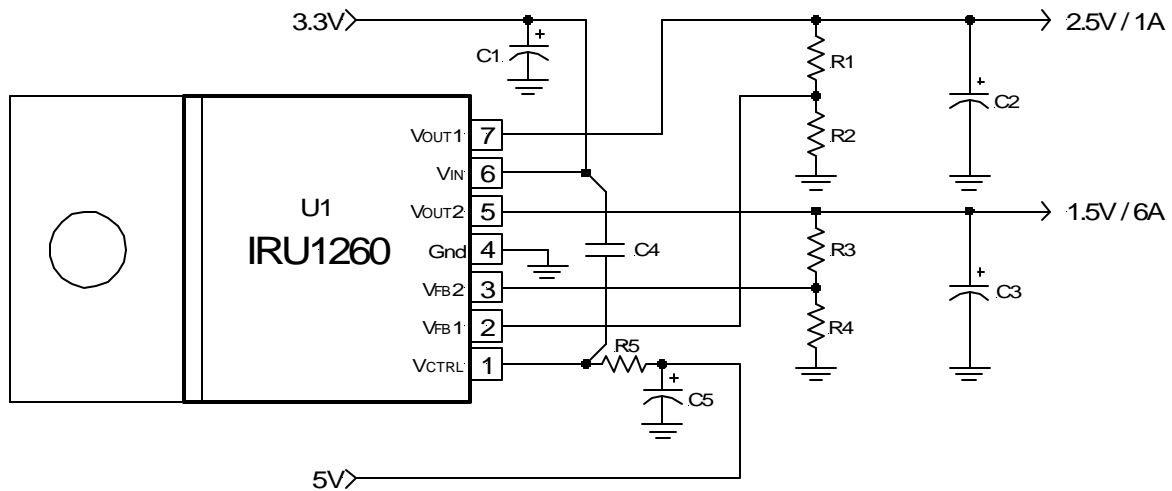 3.3V
2.5V / 1A
C1
+
R1
+
C2
VOUT1 7
R2
VIN 6
U1
VOUT2 5
1.5V / 6A
IRU1260
Gnd 4
C4
R3
+
C3
VFB2 3
R4
VFB1 2
R5
VCTRL 1
+
C5
5V